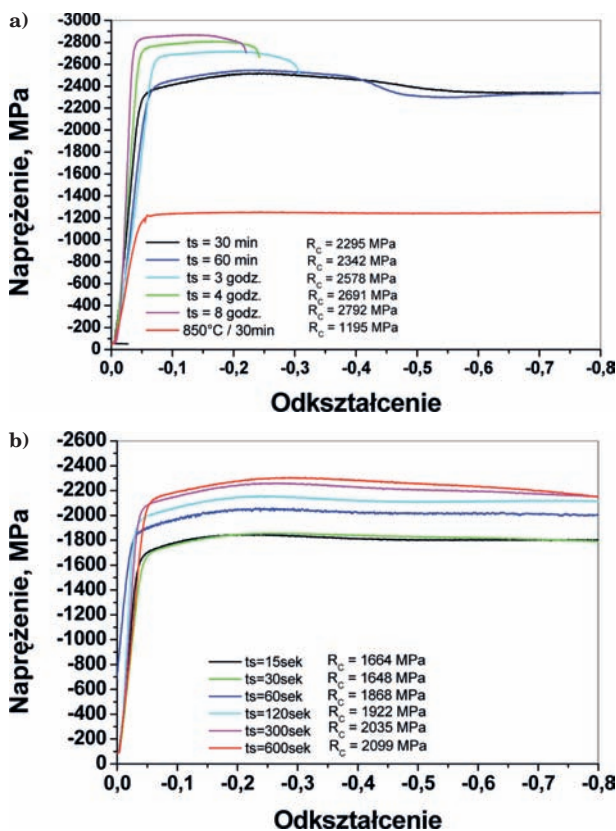 a)
Naprężenie, MPa
-3000
-2800
-2600
-2400
-2200
-2000
-1800
-1600
-1400
-1200
-1000
-800
-600
-400
-200
0
ts = 30 min R_C = 2295 MPa
ts = 60 min R_C = 2342 MPa
ts = 3 godz. R_C = 2578 MPa
ts = 4 godz. R_C = 2691 MPa
ts = 8 godz. R_C = 2792 MPa
850°C / 30min R_C = 1195 MPa
0,0 -0,1 -0,2 -0,3 -0,4 -0,5 -0,6 -0,7 -0,8
Odkształcenie
b)
Naprężenie, MPa
-2600
-2400
-2200
-2000
-1800
-1600
-1400
-1200
-1000
-800
-600
-400
-200
0
ts=15sek R_C = 1664 MPa
ts=30sek R_C = 1648 MPa
ts=60sek R_C = 1868 MPa
ts=120sek R_C = 1922 MPa
ts=300sek R_C = 2035 MPa
ts=600sek R_C = 2099 MPa
0,0 -0,1 -0,2 -0,3 -0,4 -0,5 -0,6 -0,7 -0,8
Odkształcenie